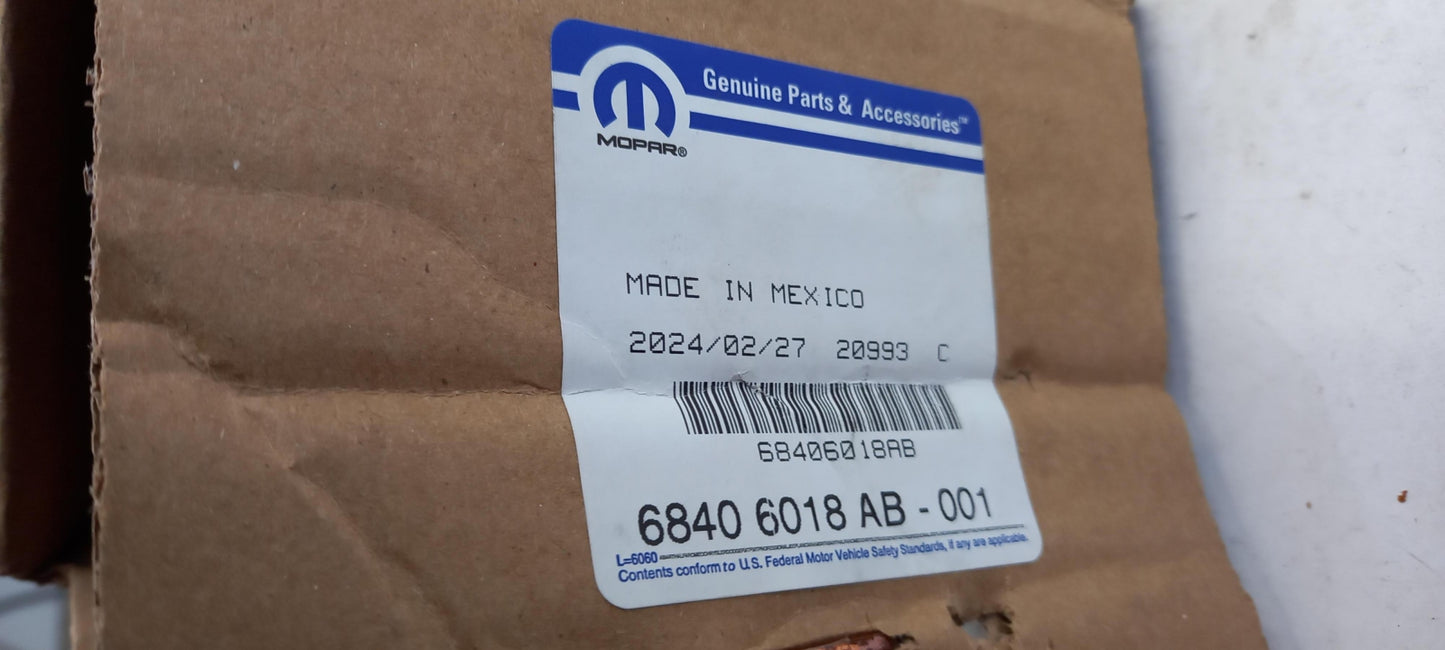 Genuine Parts & Accessories™
MOPAR®
MADE IN MEXICO
2024/02/27 20993 C
68406018AB
6840 6018 AB - 001
L=6060
Contents conform to U.S. Federal Motor Vehicle Safety Standards, if any are applicable.